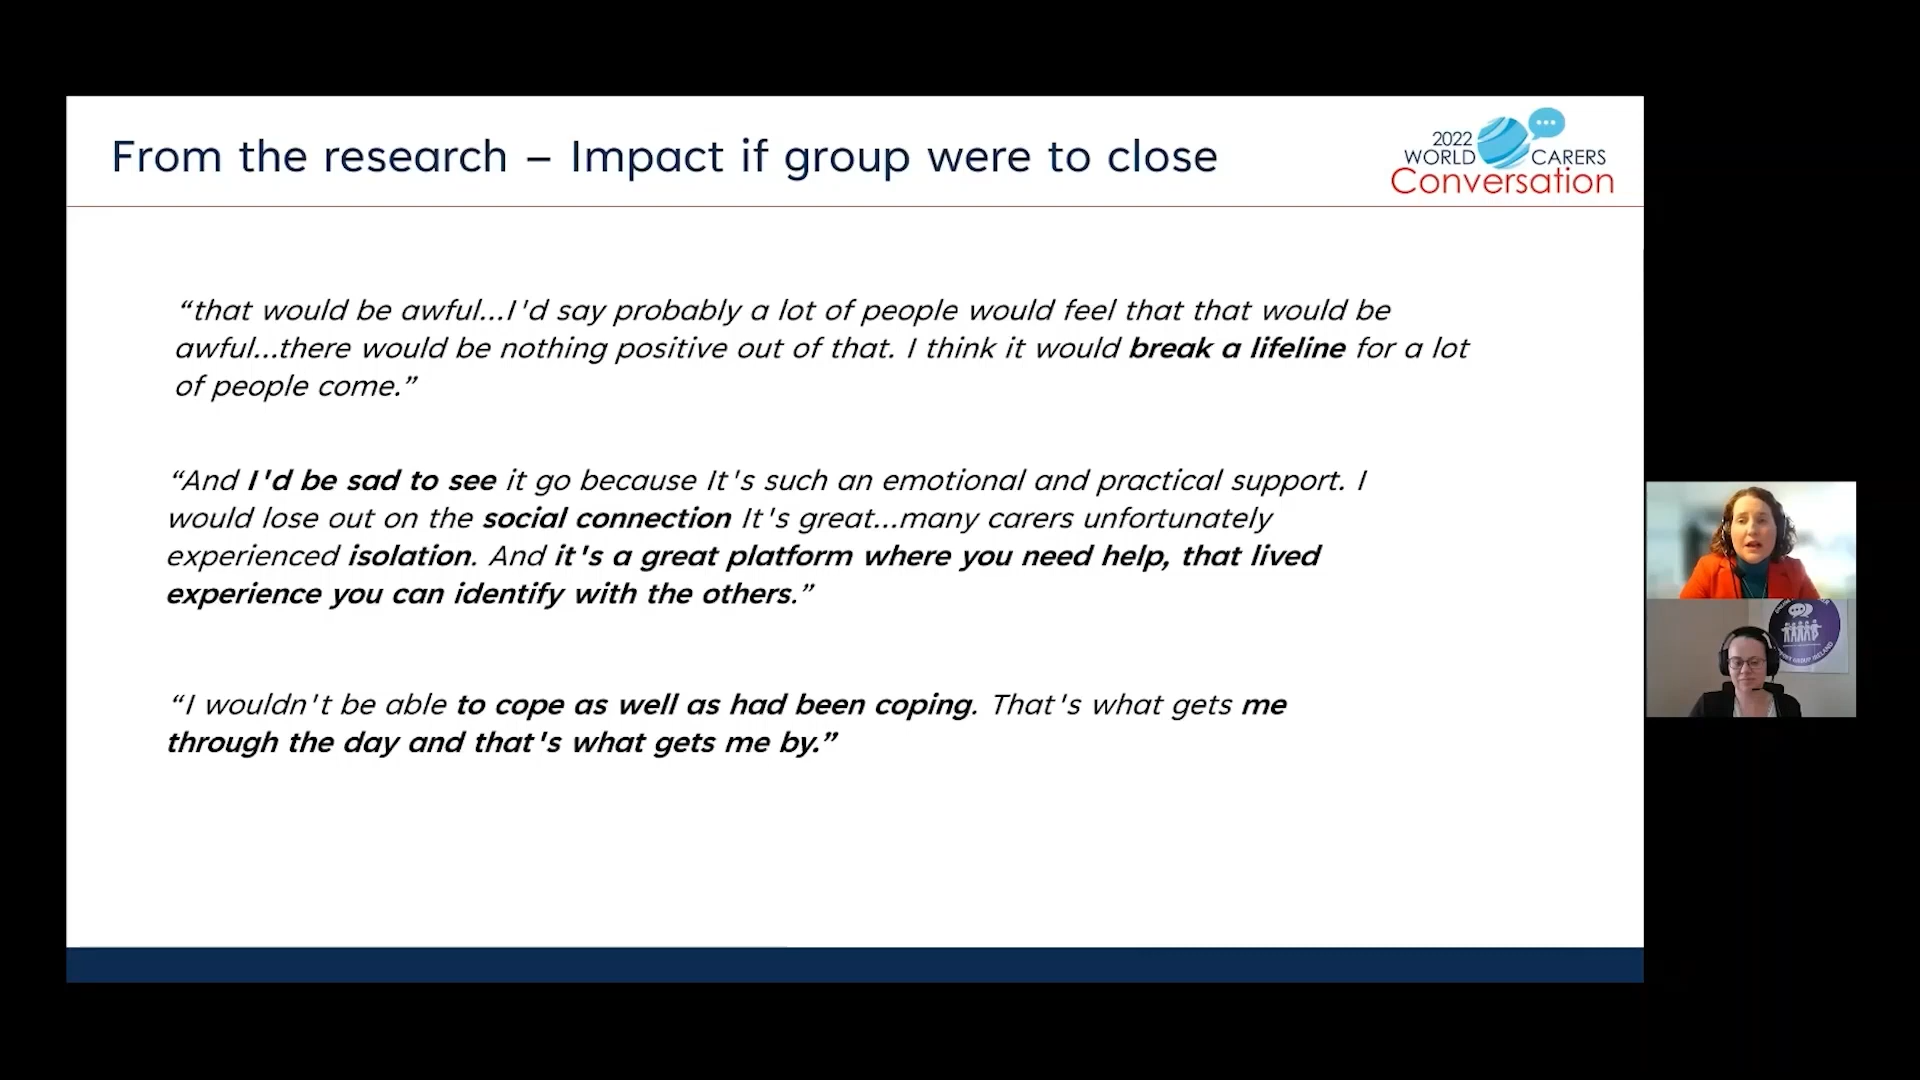 From the research – Impact if group were to close
2022
WORLD CARERS
Conversation
“that would be awful...I'd say probably a lot of people would feel that that would be
awful...there would be nothing positive out of that. I think it would break a lifeline for a lot
of people come.”
“And I'd be sad to see it go because It's such an emotional and practical support. I
would lose out on the social connection It's great...many carers unfortunately
experienced isolation. And it's a great platform where you need help, that lived
experience you can identify with the others.”
“I wouldn't be able to cope as well as had been coping. That's what gets me
through the day and that's what gets me by.”
IRELAND